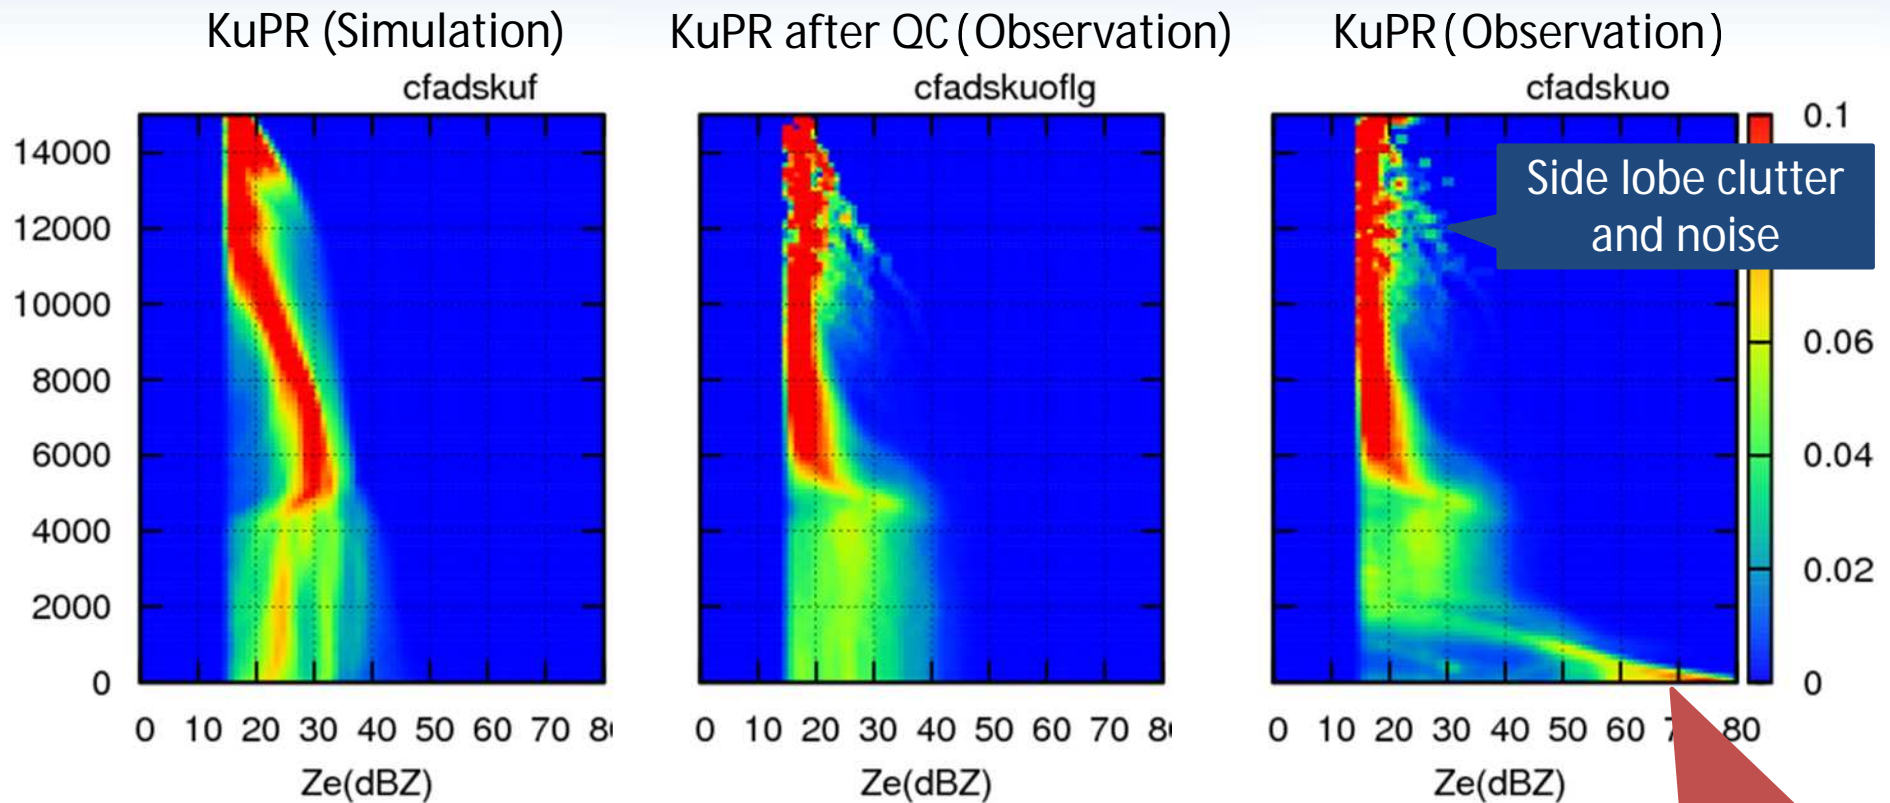 KuPR (Simulation)
KuPR after QC (Observation)
KuPR (Observation)
cfadskuf
cfadskuoflg
cfadskuo
14000
12000
10000
8000
6000
4000
2000
0
0.1
0.06
0.04
0.02
0
Side lobe clutter
and noise
0 10 20 30 40 50 60 70
0 10 20 30 40 50 60 70
0 10 20 30 40 50 60 80
Ze(dBZ)
Ze(dBZ)
Ze(dBZ)